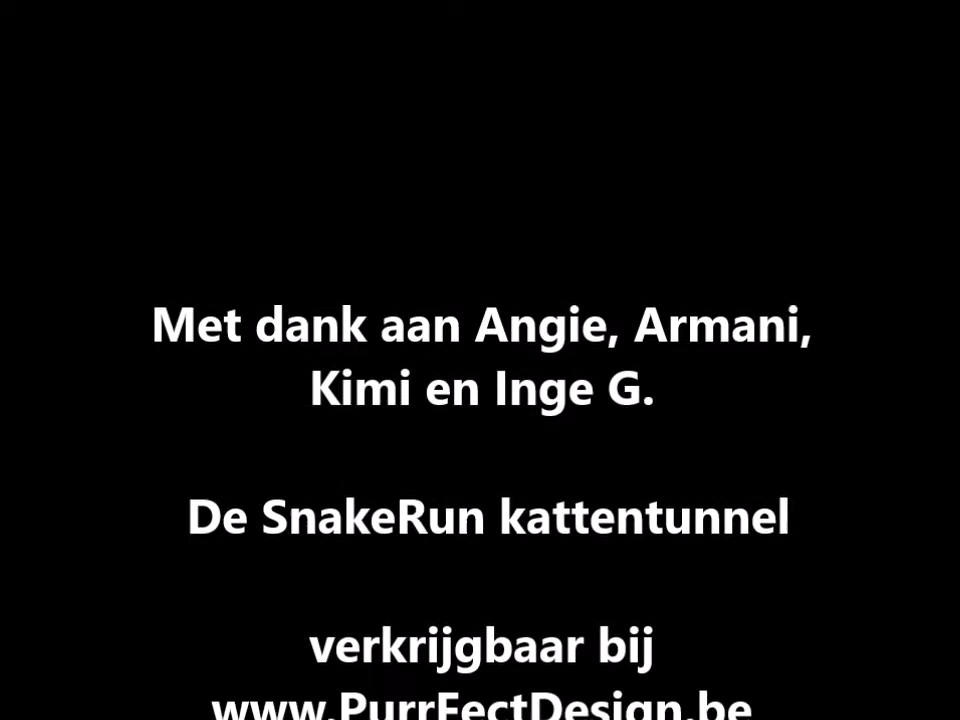 Met dank aan Angie, Armani,
Kimi en Inge G.
De SnakeRun kattentunnel
verkrijgbaar bij
www.PurrFectDesign.be